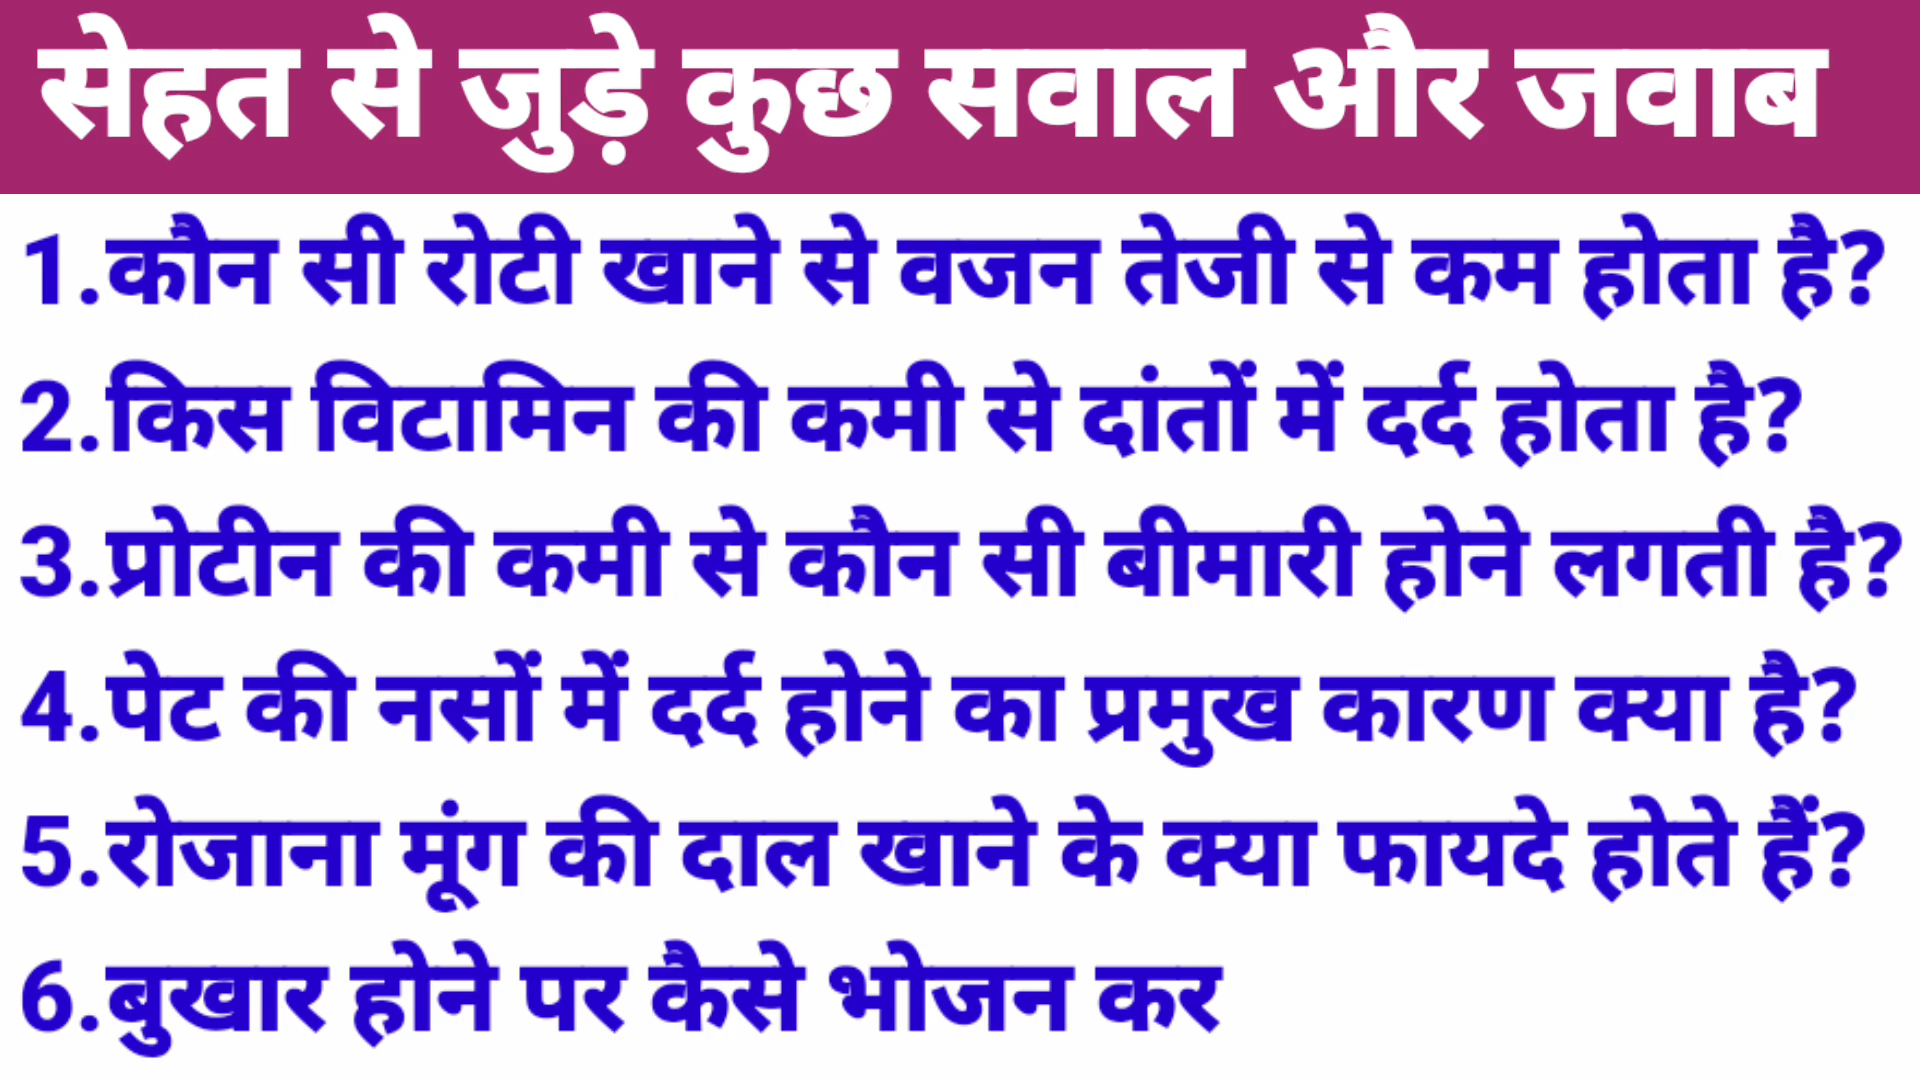 सेहत से जुड़े कुछ सवाल और जवाब
1.कौन सी रोटी खाने से वजन तेजी से कम होता है?
2.किस विटामिन की कमी से दांतों में दर्द होता है?
3.प्रोटीन की कमी से कौन सी बीमारी होने लगती है?
4.पेट की नसों में दर्द होने का प्रमुख कारण क्या है?
5.रोजाना मूंग की दाल खाने के क्या फायदे होते हैं?
6.बुखार होने पर कैसे भोजन कर